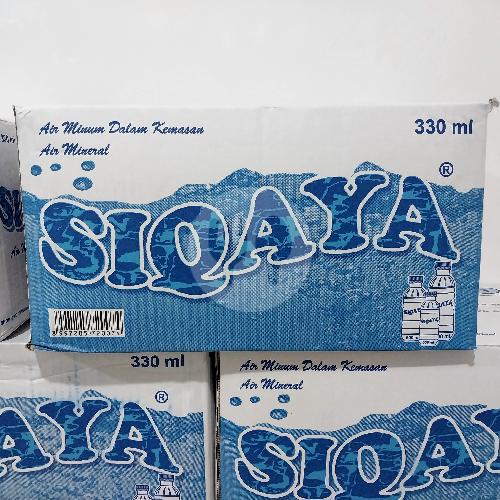 Air Minum Dalam Kemasan
Air Mineral
330 ml
SIQAYA®
330 ml
AYA®
Air Minum Dalam Kemasan
Air Mineral
SIQAY